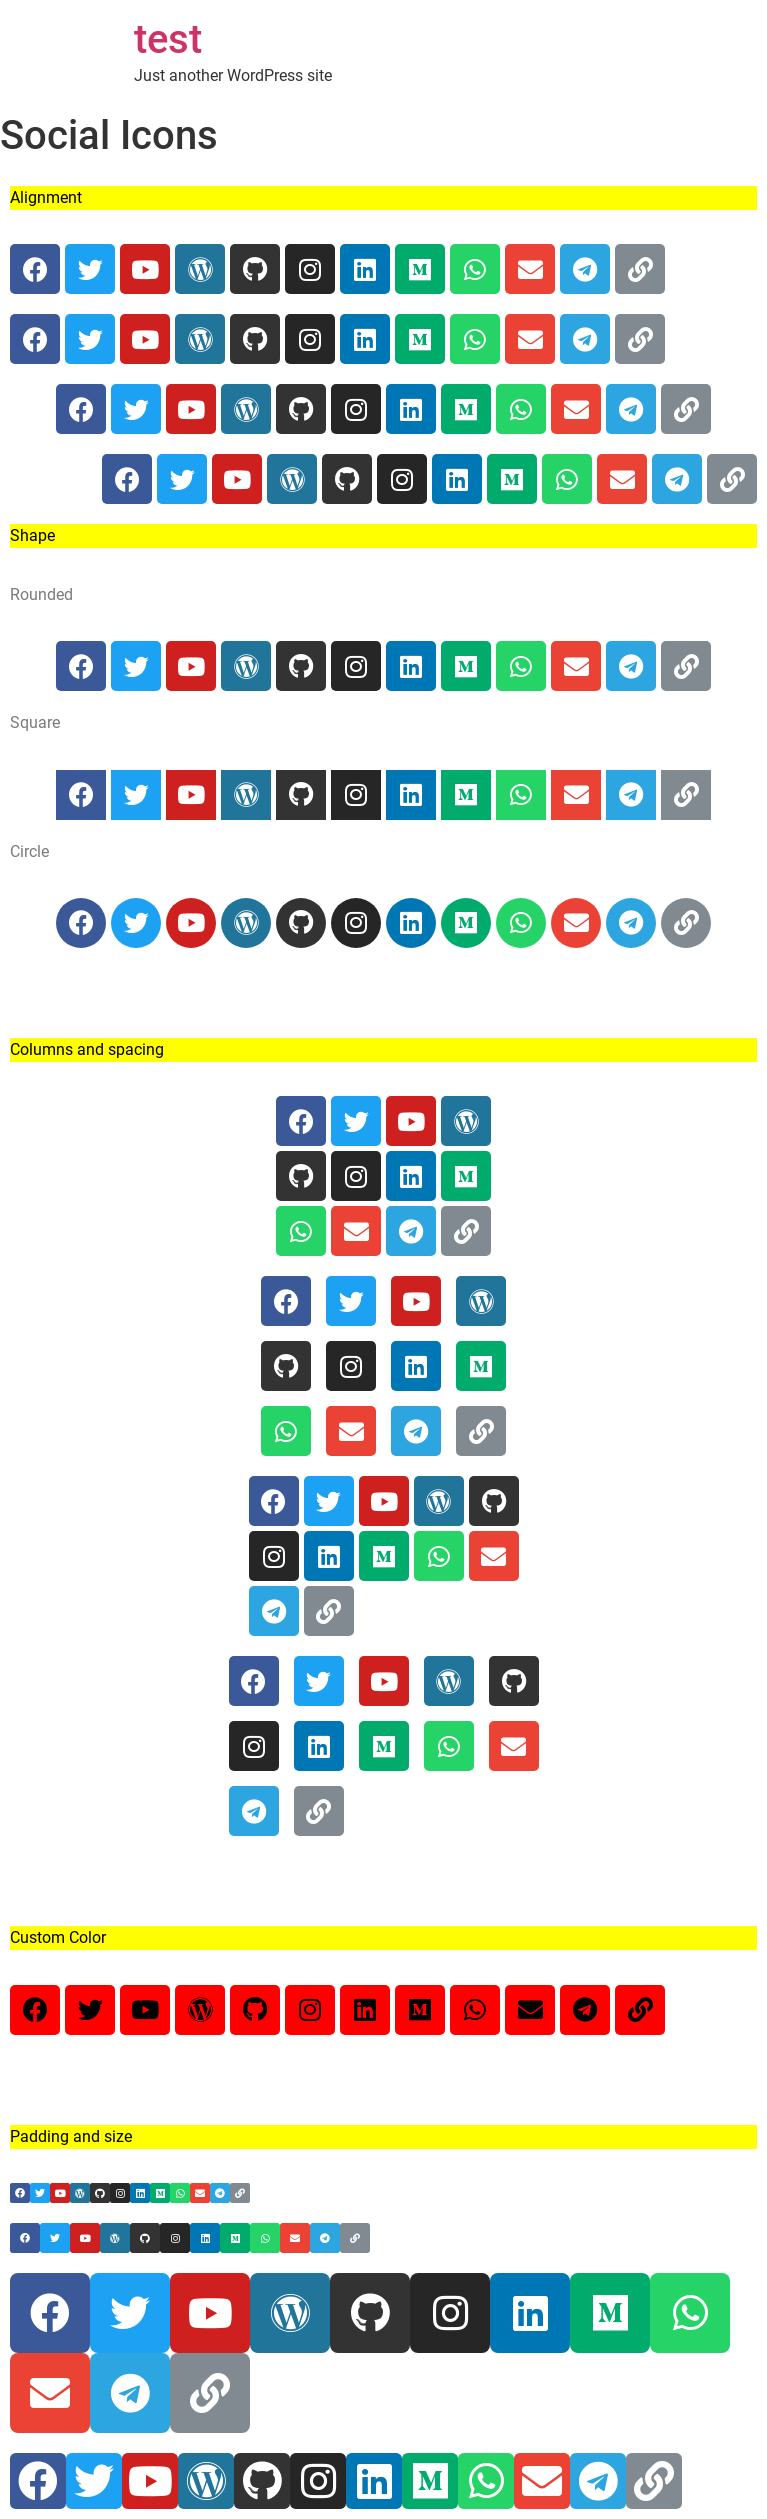 test
Just another WordPress site
Social Icons
Alignment
Shape
Rounded
Square
Circle
Columns and spacing
Custom Color
Padding and size